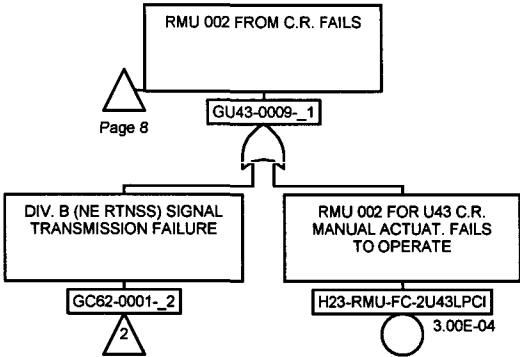 RMU 002 FROM C.R. FAILS
Page 8
GU43-0009-_1
DIV. B (NE RTNSS) SIGNAL
TRANSMISSION FAILURE
RMU 002 FOR U43 C.R.
MANUAL ACTUAT. FAILS
TO OPERATE
GC62-0001-_2
H23-RMU-FC-2U43LPCI
2
3.00E-04